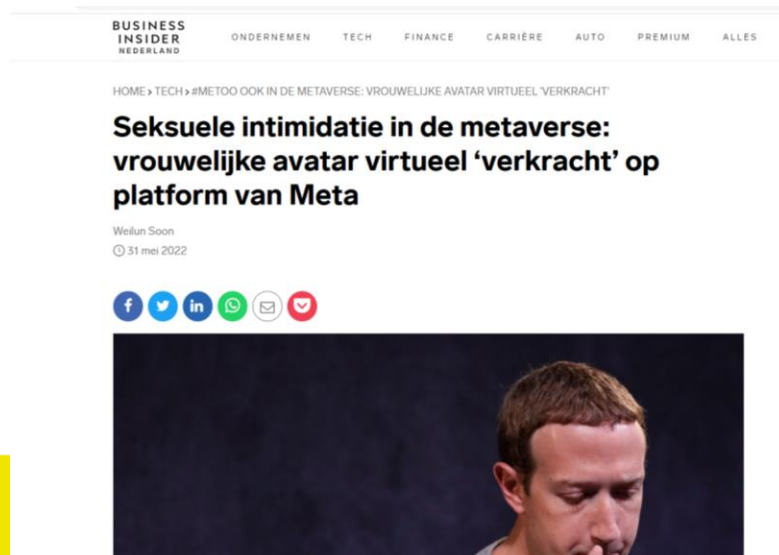 BUSINESS
INSIDER
NEDERLAND
ONDERNEMEN TECH FINANCE CARRIÈRE AUTO PREMIUM ALLES
HOME > TECH > #METOO OOK IN DE METAVERSE: VROUWELIJKE AVATAR VIRTUEEL 'VERKRACHT'
Seksuele intimidatie in de metaverse:
vrouwelijke avatar virtueel ‘verkracht’ op
platform van Meta
Weilun Soon
31 mei 2022